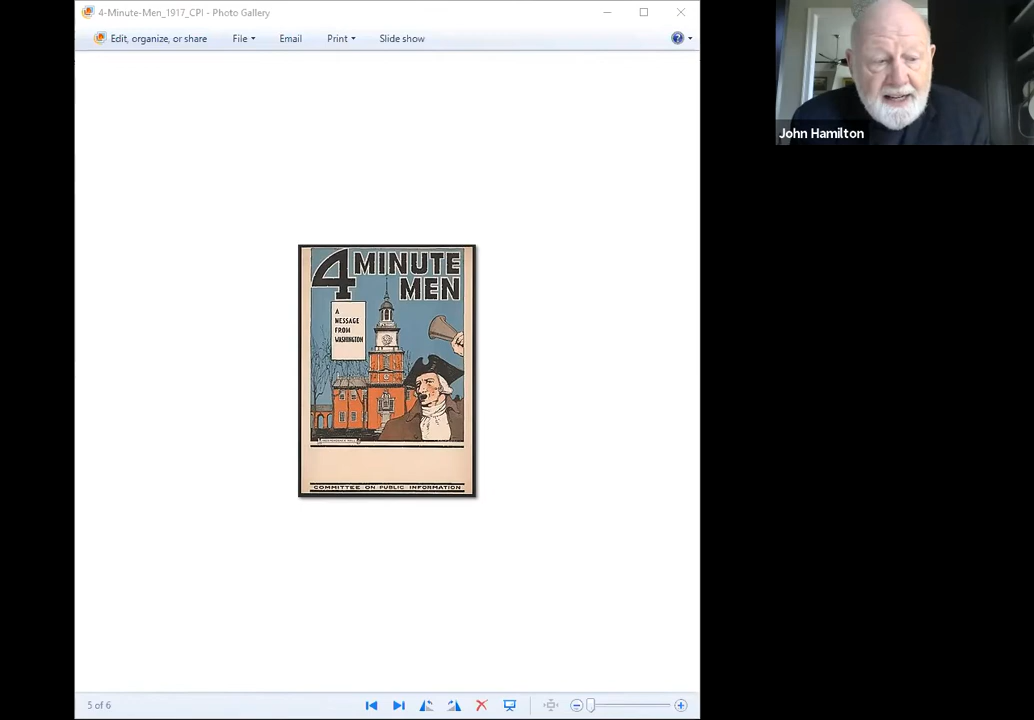 4-Minute-Men_1917_CPI - Photo Gallery
Edit, organize, or share File Email Print Slide show
John Hamilton
4 MINUTE
MEN
A
MESSAGE
FROM
WASHINGTON
COMMITTEE ON PUBLIC INFORMATION
5 of 6